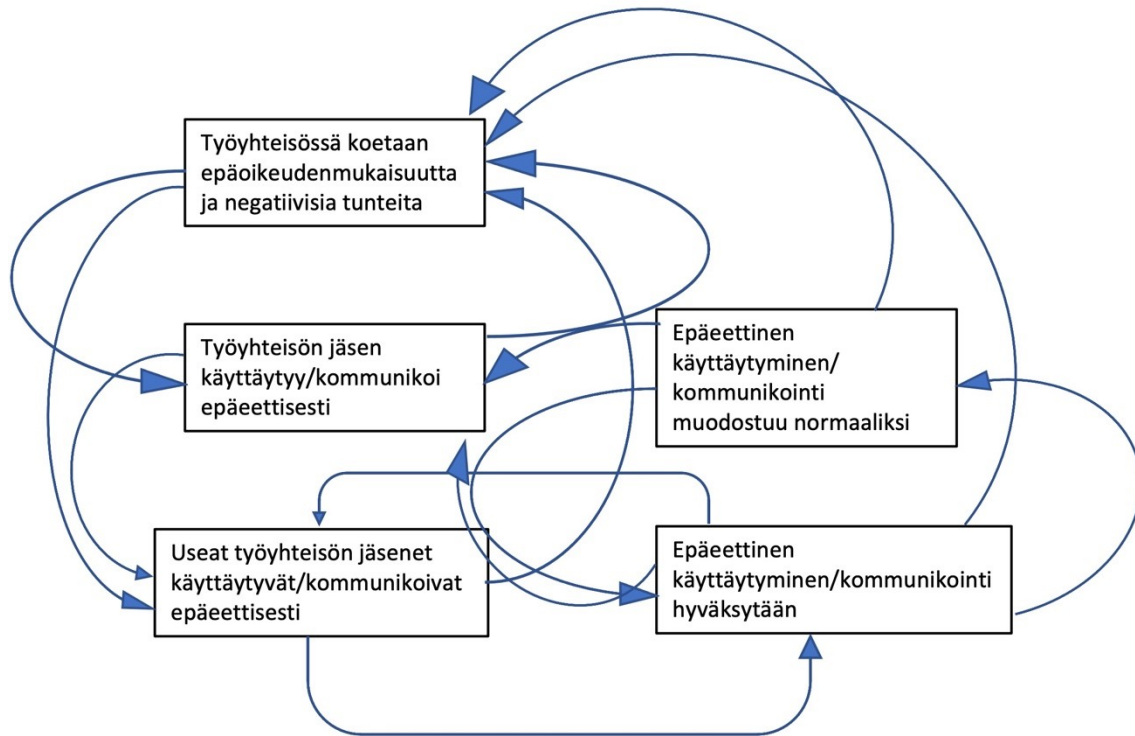 Työyhteisössä koetaan
epäoikeudenmukaisuutta
ja negatiivisia tunteita
Työyhteisön jäsen
käyttäytyy/kommunikoi
epäeettisesti
Epäeettinen
käyttäytyminen/
kommunikointi
muodostuu normaaliksi
Useat työyhteisön jäsenet
käyttäytyvät/kommunikoivat
epäeettisesti
Epäeettinen
käyttäytyminen/kommunikointi
hyväksytään